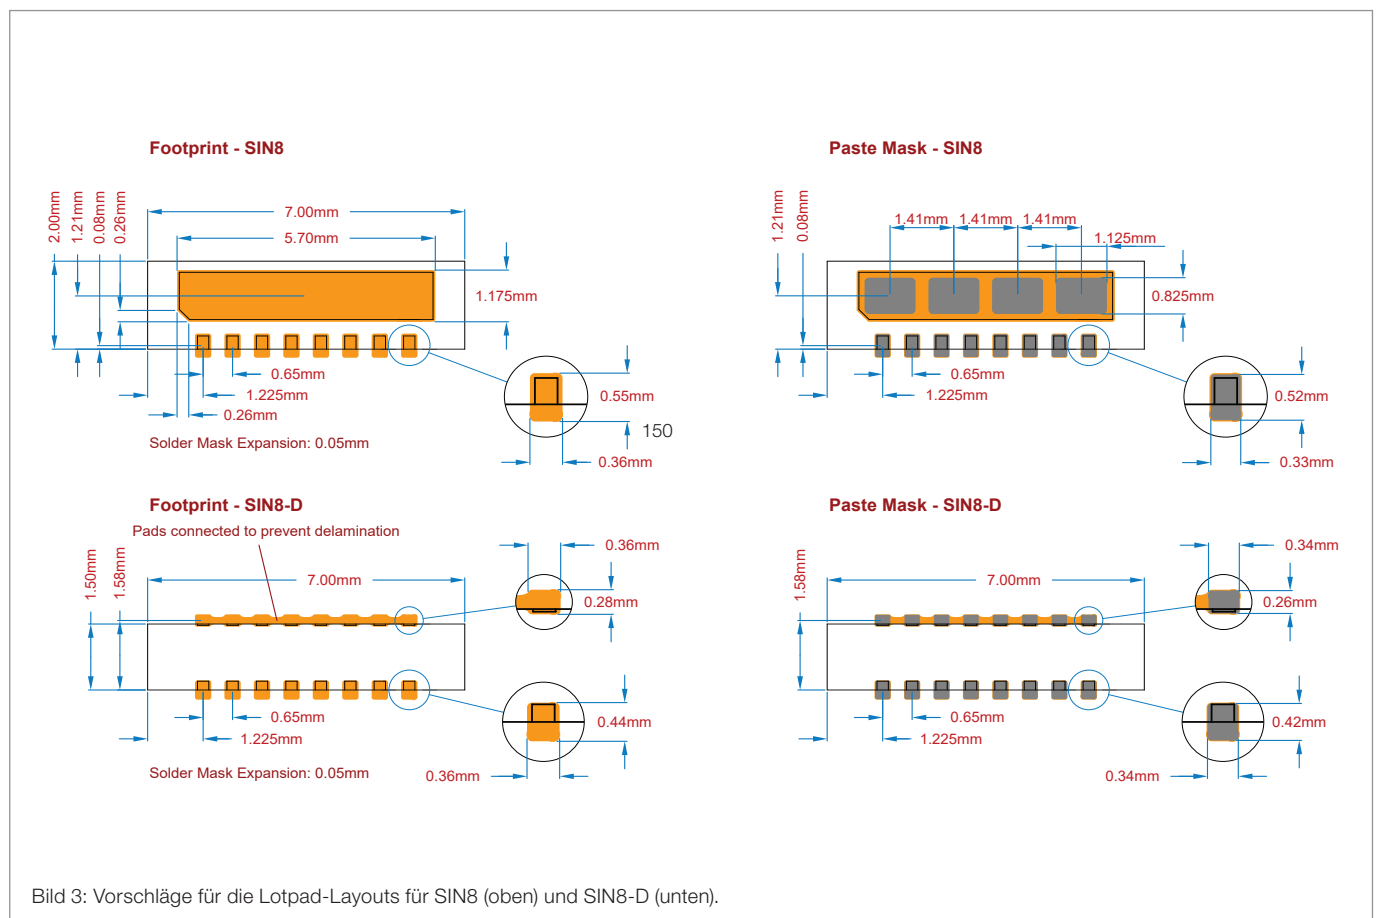 Footprint - SIN8
2.00mm
1.21mm
0.08mm
0.26mm
7.00mm
5.70mm
1.175mm
0.65mm
1.225mm
0.26mm
0.55mm
0.36mm
150
Solder Mask Expansion: 0.05mm
Paste Mask - SIN8
1.21mm
0.08mm
1.41mm
1.41mm
1.41mm
1.125mm
0.825mm
0.65mm
1.225mm
0.52mm
0.33mm
Footprint - SIN8-D
Pads connected to prevent delamination
1.50mm
1.58mm
7.00mm
0.36mm
0.28mm
0.65mm
1.225mm
0.44mm
0.36mm
Solder Mask Expansion: 0.05mm
Paste Mask - SIN8-D
1.58mm
7.00mm
0.34mm
0.26mm
0.65mm
1.225mm
0.42mm
0.34mm
Bild 3: Vorschläge für die Lotpad-Layouts für SIN8 (oben) und SIN8-D (unten).